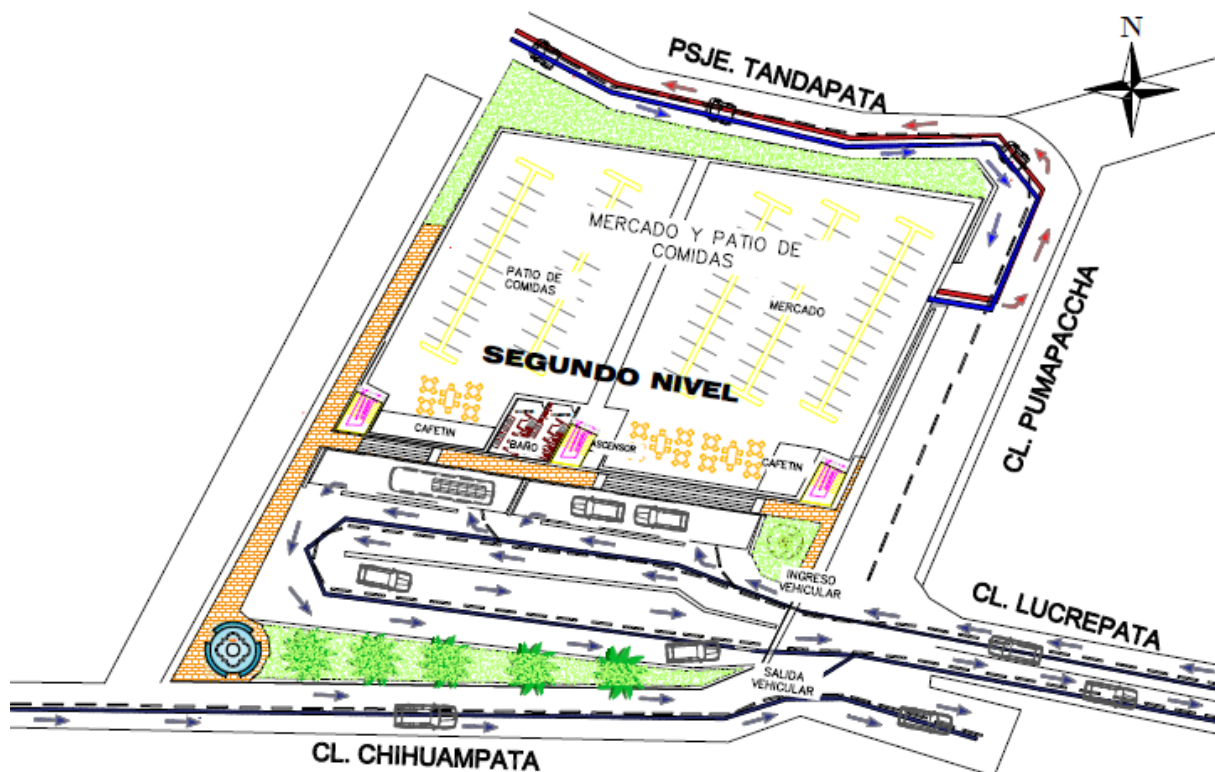 N
PSJE. TANDAPATA
MERCADO Y PATIO DE
COMIDAS
PATIO DE
COMIDAS
MERCADO
CL. PUMAPACCHA
SEGUNDO NIVEL
CAFETIN
BAÑO
ASCENSOR
CAFETIN
INGRESO
VEHICULAR
CL. LUCREPATA
SALIDA
VEHICULAR
CL. CHIHUAMPATA